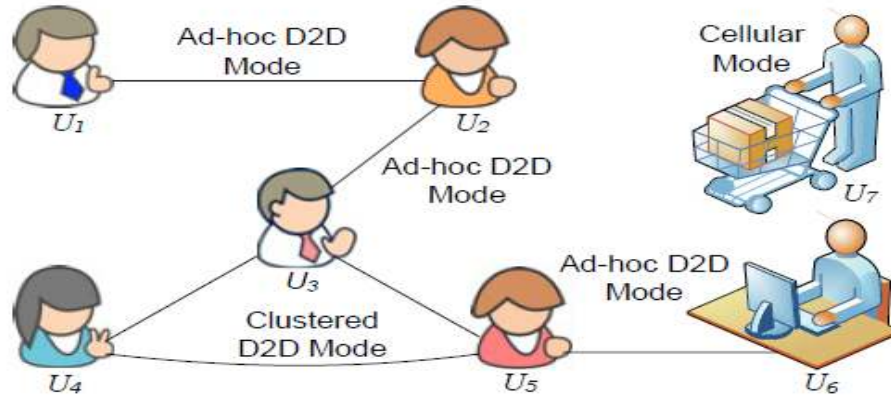 Ad-hoc D2D
Mode
Cellular
Mode
U1
U2
Ad-hoc D2D
Mode
U7
U3
Ad-hoc D2D
Mode
Clustered
D2D Mode
U4
U5
U6